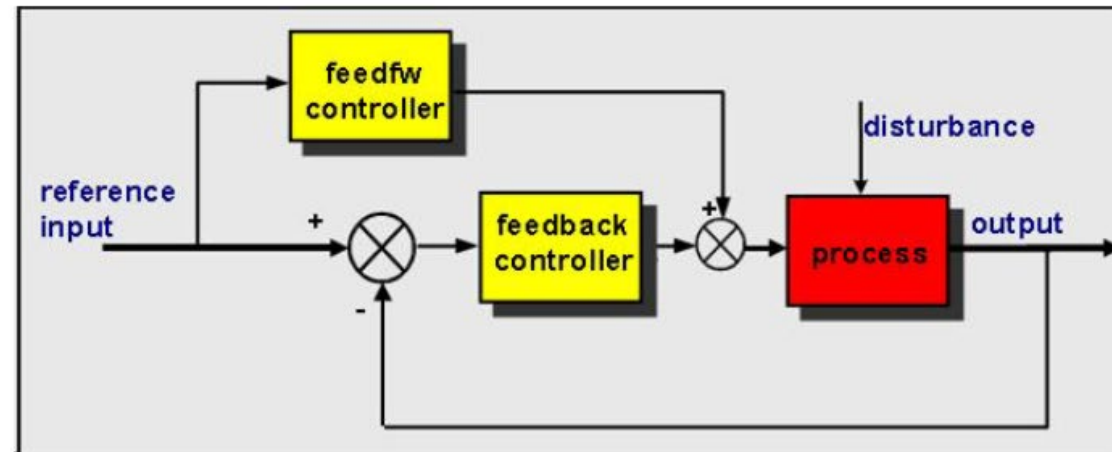 feedfw
controller
disturbance
reference
input
+
+
feedback
controller
process
output
-